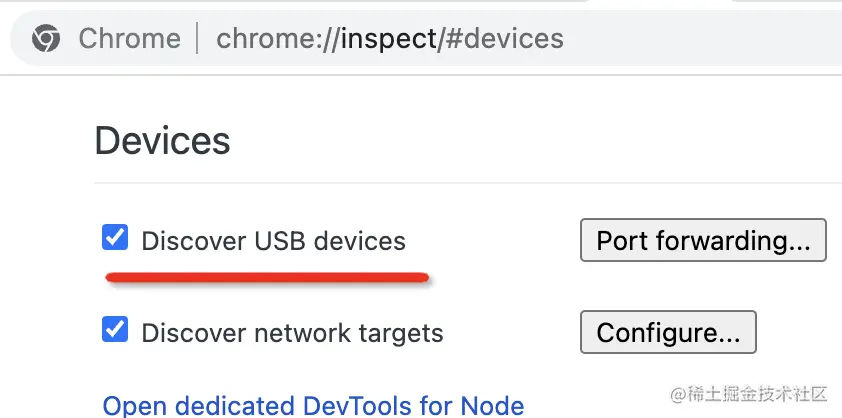 Chrome | chrome://inspect/#devices
Devices
Discover USB devices Port forwarding...
Discover network targets Configure...
Open dedicated DevTools for Node
@稀土掘金技术社区